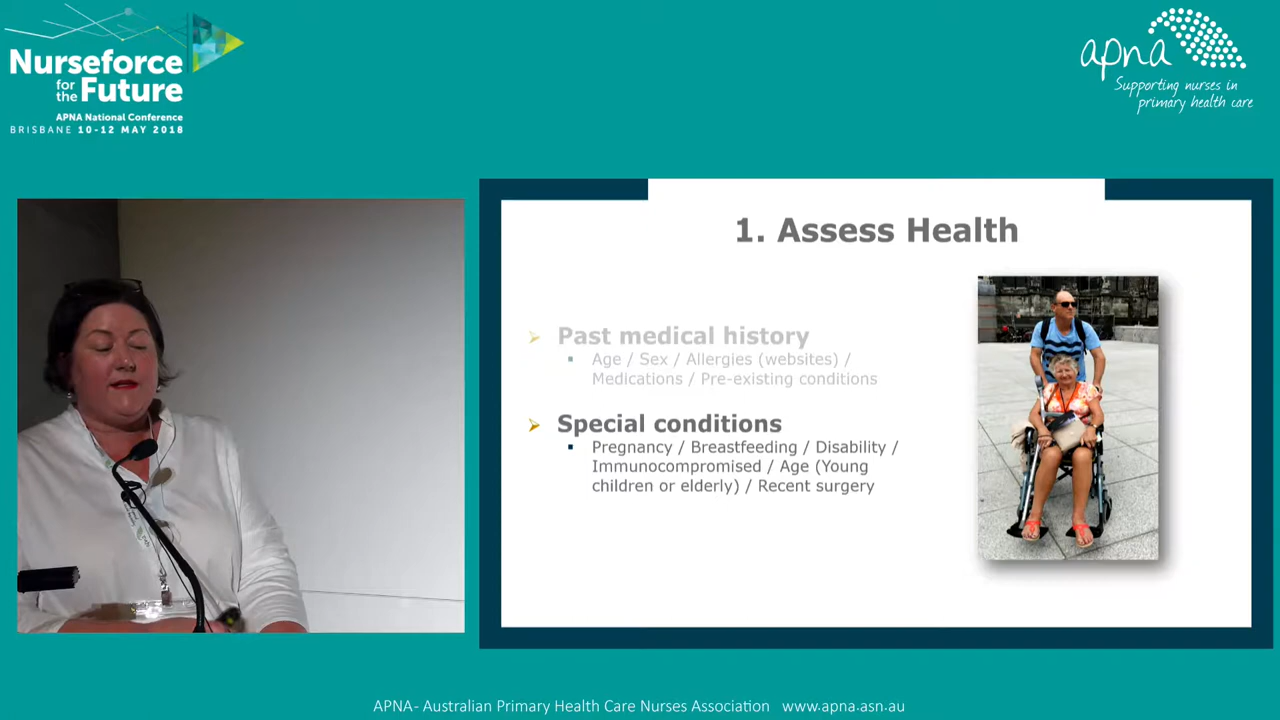 Nurseforce
for the Future
APNA National Conference
BRISBANE 10-12 MAY 2018
apna
Supporting nurses in
primary health care
1. Assess Health
Past medical history
Age / Sex / Allergies (websites) /
Medications / Pre-existing conditions
Special conditions
Pregnancy / Breastfeeding / Disability /
Immunocompromised / Age (Young
children or elderly) / Recent surgery
APNA- Australian Primary Health Care Nurses Association www.apna.asn.au